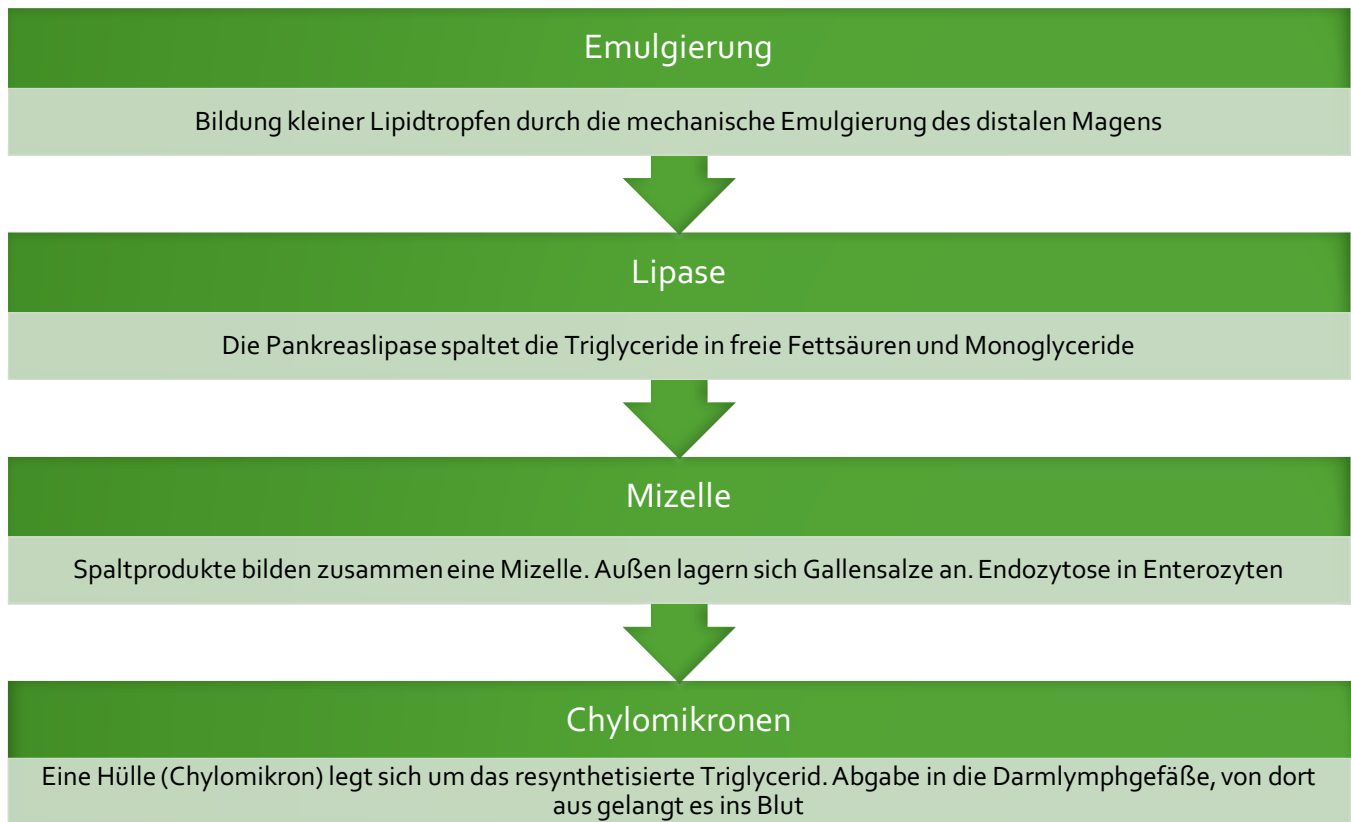 Emulgierung
Bildung kleiner Lipidtropfen durch die mechanische Emulgierung des distalen Magens
Lipase
Die Pankreaslipase spaltet die Triglyceride in freie Fettsäuren und Monoglyceride
Mizelle
Spaltprodukte bilden zusammen eine Mizelle. Außen lagern sich Gallensalze an. Endozytose in Enterozyten
Chylomikronen
Eine Hülle (Chylomikron) legt sich um das resynthetisierte Triglycerid. Abgabe in die Darmlymphgefäße, von dort
aus gelangt es ins Blut